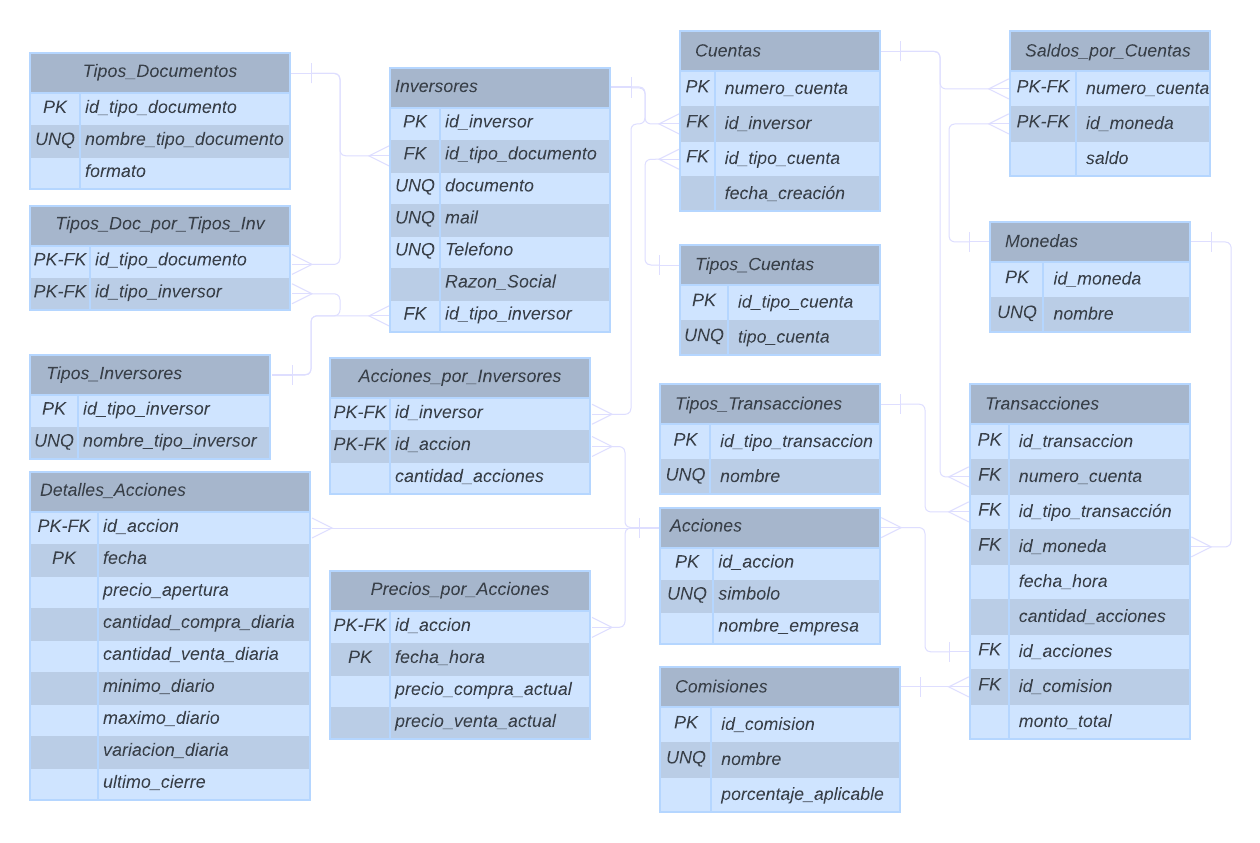 Tipos_Documentos
PK id_tipo_documento
UNQ nombre_tipo_documento
formato
Tipos_Doc_por_Tipos_Inv
PK-FK id_tipo_documento
PK-FK id_tipo_inversor
Tipos_Inversores
PK id_tipo_inversor
UNQ nombre_tipo_inversor
Detalles_Acciones
PK-FK id_accion
PK fecha
precio_apertura
cantidad_compra_diaria
cantidad_venta_diaria
minimo_diario
maximo_diario
variacion_diaria
ultimo_cierre
Inversores
PK id_inversor
FK id_tipo_documento
UNQ documento
UNQ mail
UNQ Telefono
Razon_Social
FK id_tipo_inversor
Acciones_por_Inversores
PK-FK id_inversor
PK-FK id_accion
cantidad_acciones
Precios_por_Acciones
PK-FK id_accion
PK fecha_hora
precio_compra_actual
precio_venta_actual
Cuentas
PK numero_cuenta
FK id_inversor
FK id_tipo_cuenta
fecha_creación
Tipos_Cuentas
PK id_tipo_cuenta
UNQ tipo_cuenta
Tipos_Transacciones
PK id_tipo_transaccion
UNQ nombre
Acciones
PK id_accion
UNQ simbolo
nombre_empresa
Comisiones
PK id_comision
UNQ nombre
porcentaje_aplicable
Saldos_por_Cuentas
PK-FK numero_cuenta
PK-FK id_moneda
saldo
Monedas
PK id_moneda
UNQ nombre
Transacciones
PK id_transaccion
FK numero_cuenta
FK id_tipo_transacción
FK id_moneda
fecha_hora
cantidad_acciones
FK id_acciones
FK id_comision
monto_total